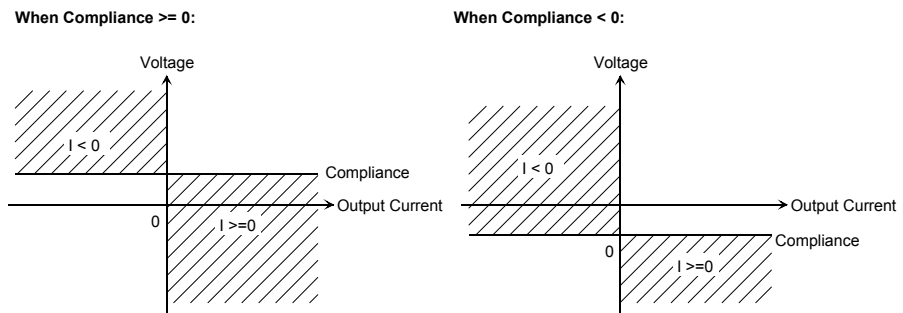 When Compliance >= 0:
Voltage
I < 0
Compliance
Output Current
0
I >=0
When Compliance < 0:
Voltage
I < 0
Output Current
Compliance
0
I >=0